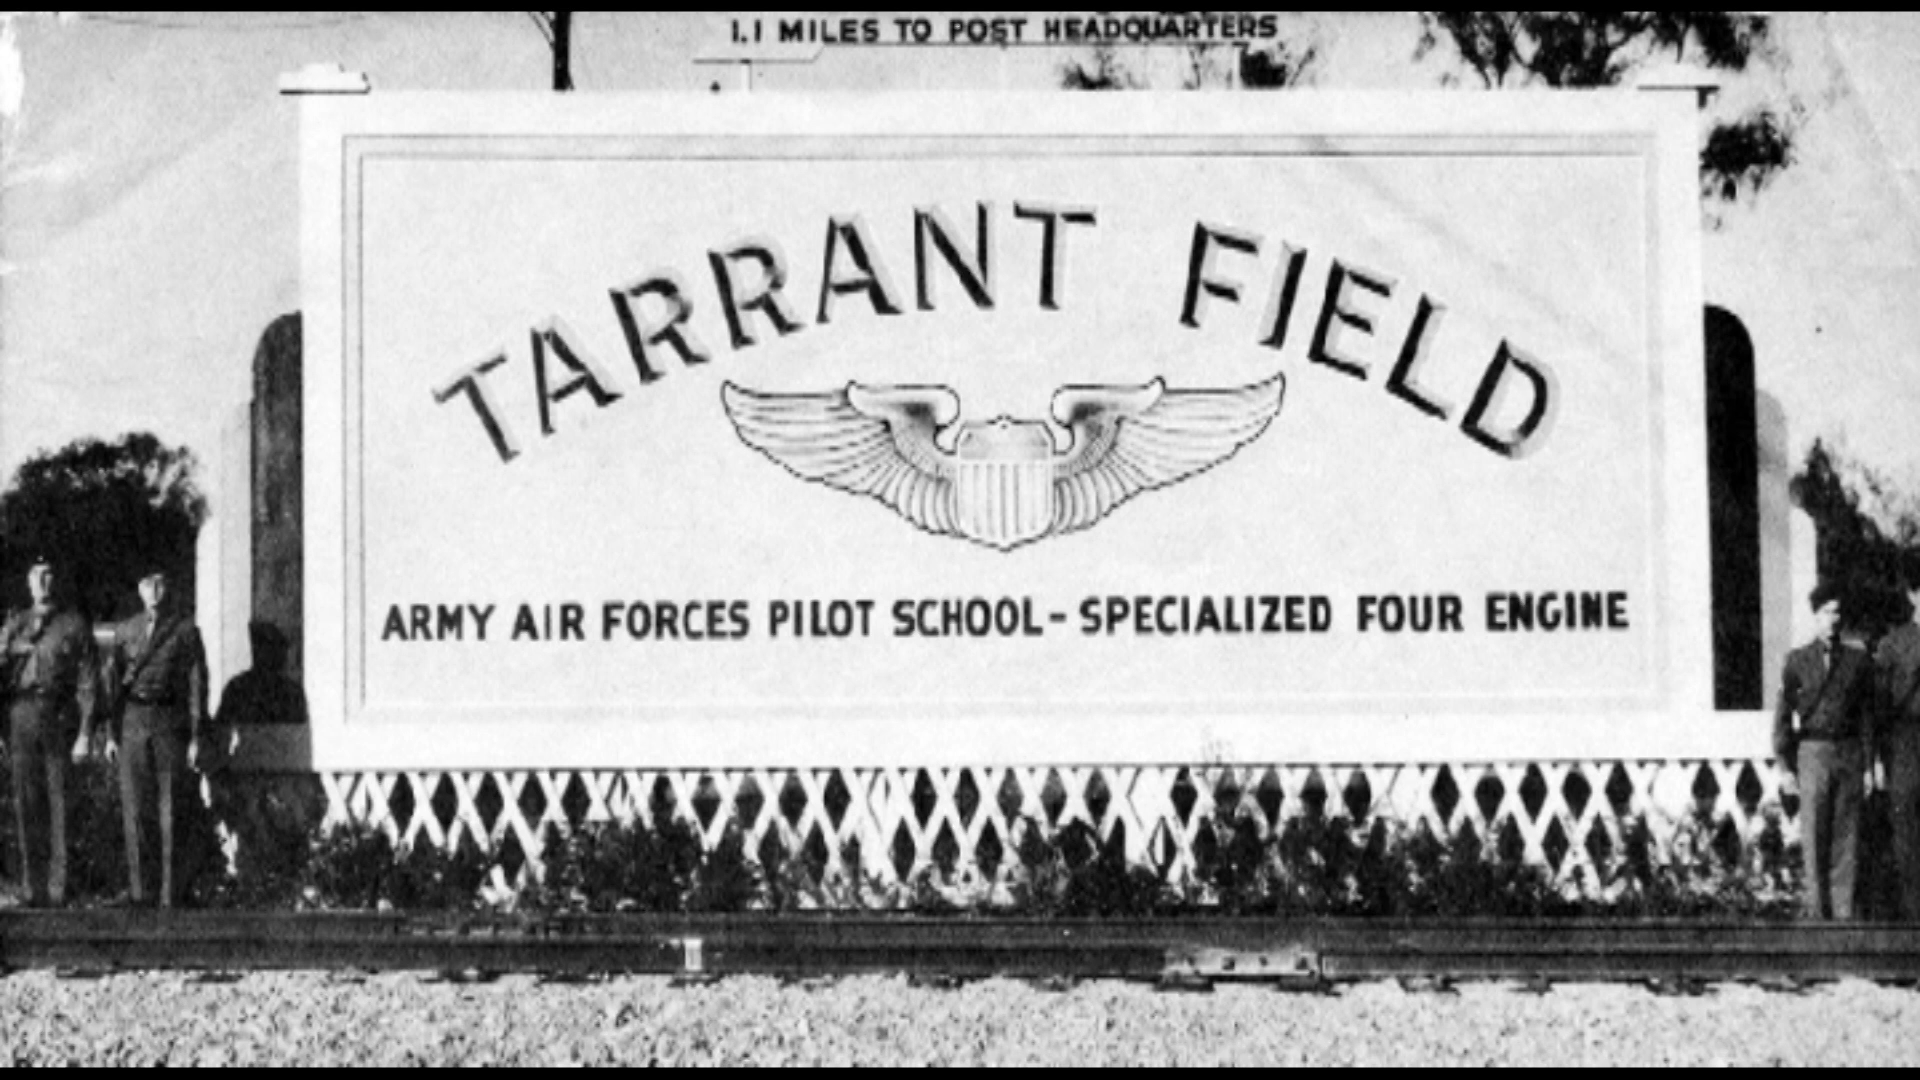 1.1 MILES TO POST HEADQUARTERS
TARRANT FIELD
ARMY AIR FORCES PILOT SCHOOL - SPECIALIZED FOUR ENGINE